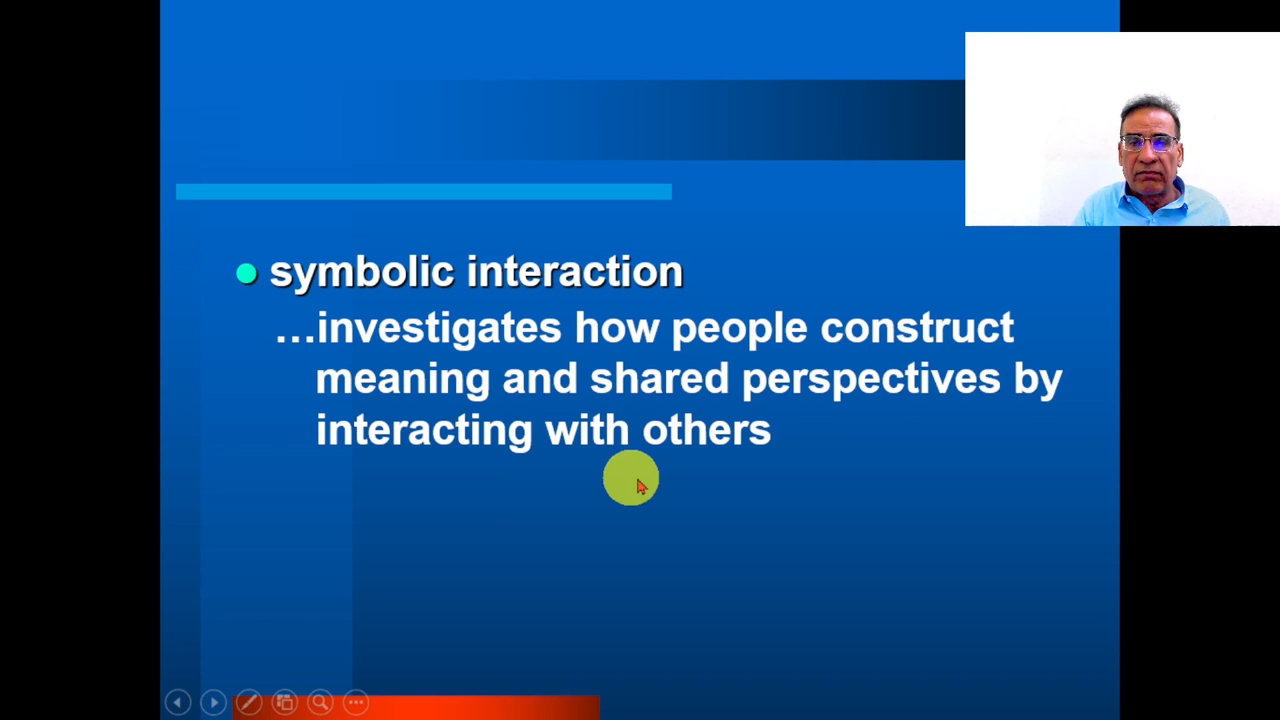 symbolic interaction
…investigates how people construct
meaning and shared perspectives by
interacting with others